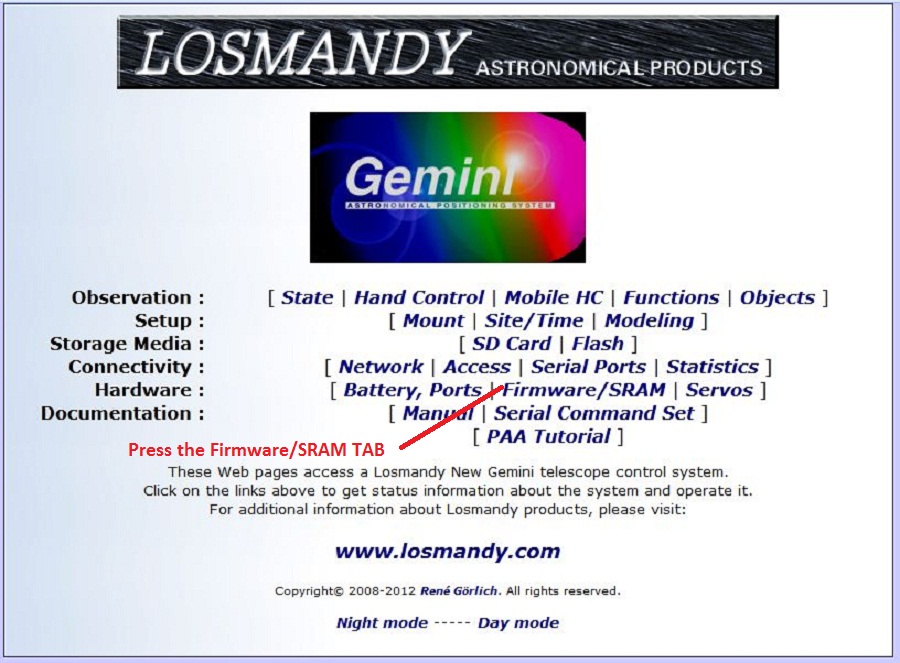 LOSMANDY ASTRONOMICAL PRODUCTS
Gemini
ASTRONOMICAL POSITIONING SYSTEM
Observation : [ State | Hand Control | Mobile HC | Functions | Objects ]
Setup : [ Mount | Site/Time | Modeling ]
Storage Media : [ SD Card | Flash ]
Connectivity : [ Network | Access | Serial Ports | Statistics ]
Hardware : [ Battery, Ports | Firmware/SRAM | Servos ]
Documentation : [ Manual | Serial Command Set ]
[ PAA Tutorial ]
Press the Firmware/SRAM TAB
These Web pages access a Losmandy New Gemini telescope control system.
Click on the links above to get status information about the system and operate it.
For additional information about Losmandy products, please visit:
www.losmandy.com
Copyright© 2008-2012 René Görlich. All rights reserved.
Night mode ----- Day mode